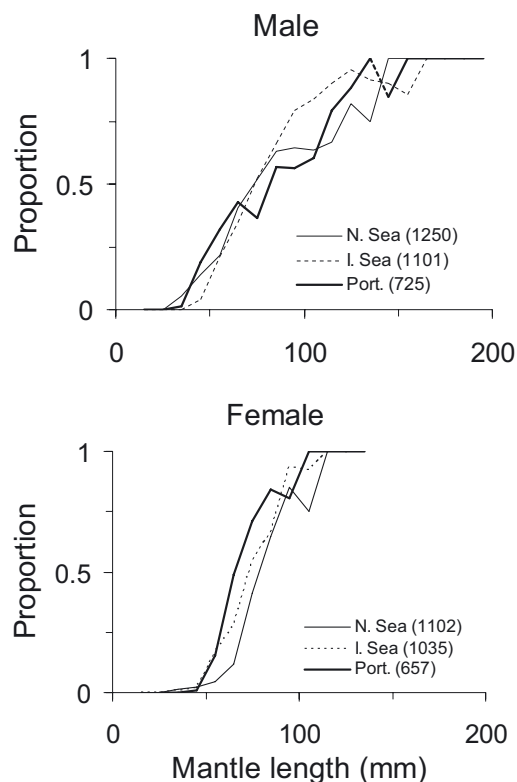 Male
1
Proportion
0.5
N. Sea (1250)
I. Sea (1101)
Port. (725)
0
0
100
200
Female
1
Proportion
0.5
N. Sea (1102)
I. Sea (1035)
Port. (657)
0
0
100
200
Mantle length (mm)